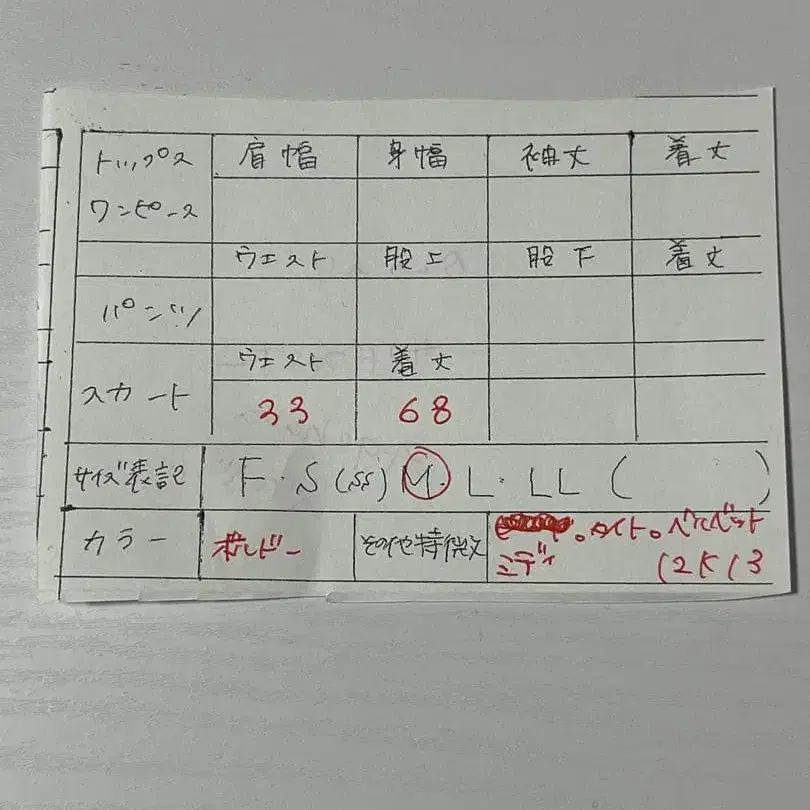 トップス 肩幅 身幅 袖丈 着丈
ワンピース
ウエスト 股上 股下 着丈
パンツ
ウエスト 着丈
スカート 33 68
サイズ表記 F・S(SS)M・L・LL( )
カラー ボルドー その他特徴 。タイト。ベルベット
ミディ 12K13